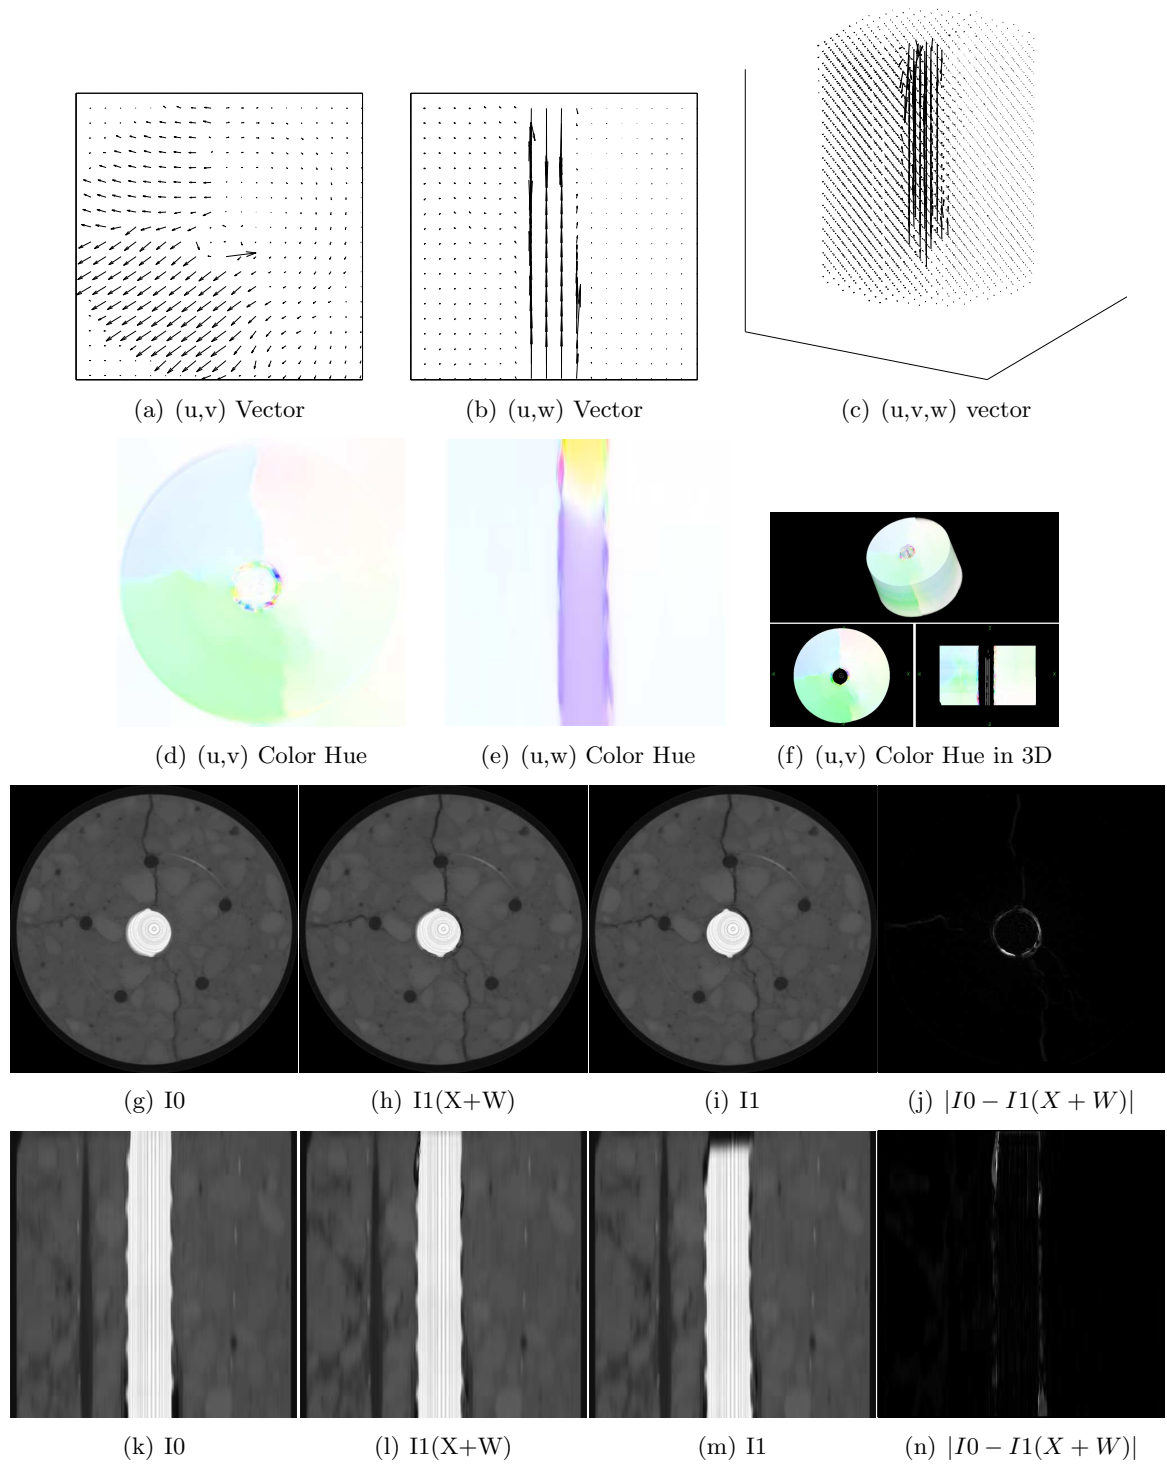 (a) (u,v) Vector
(b) (u,w) Vector
(c) (u,v,w) vector
(d) (u,v) Color Hue
(e) (u,w) Color Hue
(f) (u,v) Color Hue in 3D
(g) I0
(h) I1(X+W)
(i) I1
(j) |I0 − I1(X + W)|
(k) I0
(l) I1(X+W)
(m) I1
(n) |I0 − I1(X + W)|